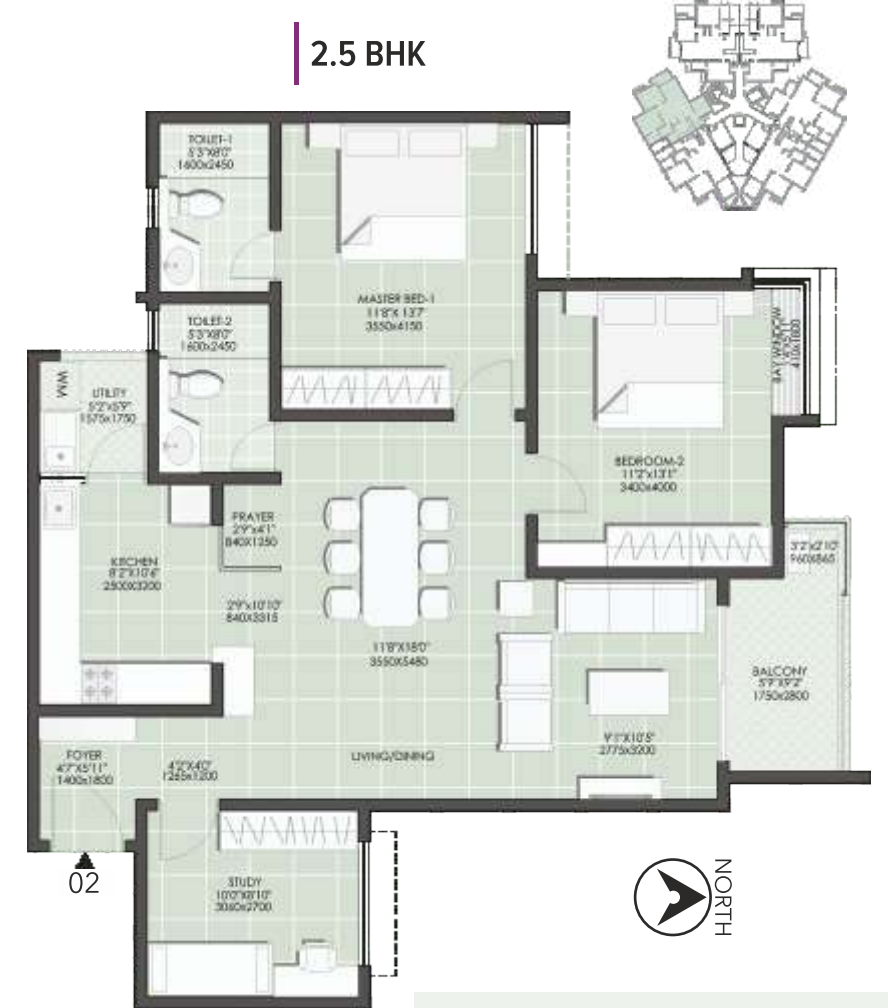 2.5 BHK
TOILET-1
5'3"X8'0"
1600x2450
MASTER BED-1
11'8"X 13'7"
3550x4150
TOILET-2
5'3"X8'0"
1600x2450
BAY WINDOW
410x1800
WM
UTILITY
5'2"x5'9"
1575x1750
BEDROOM-2
11'2"x13'1"
3400x4000
PRAYER
2'9"x4'1"
840X1250
KITCHEN
8'2"X10'6"
2500X3200
3'2"x2'10"
960X865
2'9"x10'10"
840X3315
11'8"X18'0"
3550X5480
BALCONY
5'9"X9'2"
1750x2800
9'1"X10'5"
2775x3200
FOYER
4'7"X5'11"
1400x1800
4'2"X4'0"
1265x1200
LIVING/DINING
02
STUDY
10'0"X8'10"
3060x2700
NORTH